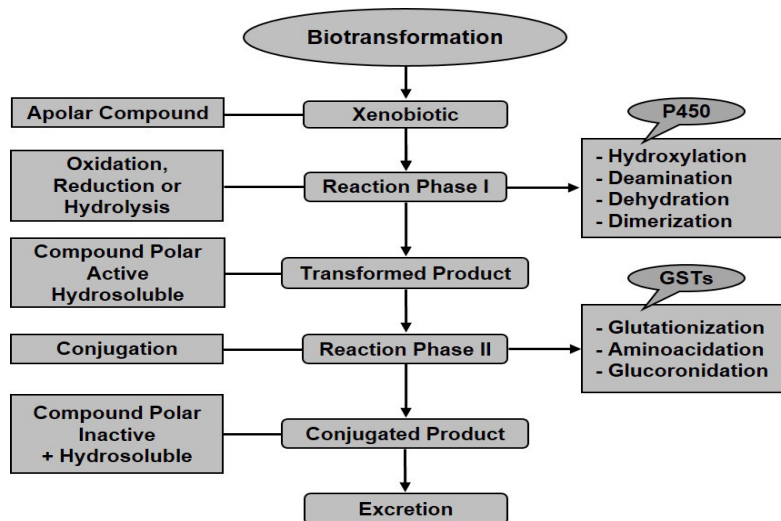 Biotransformation
Apolar Compound
Xenobiotic
P450
Oxidation,
Reduction or
Hydrolysis
Reaction Phase I
- Hydroxylation
- Deamination
- Dehydration
- Dimerization
Compound Polar
Active
Hydrosoluble
Transformed Product
GSTs
Conjugation
Reaction Phase II
- Glutationization
- Aminoacidation
- Glucoronidation
Compound Polar
Inactive
+ Hydrosoluble
Conjugated Product
Excretion